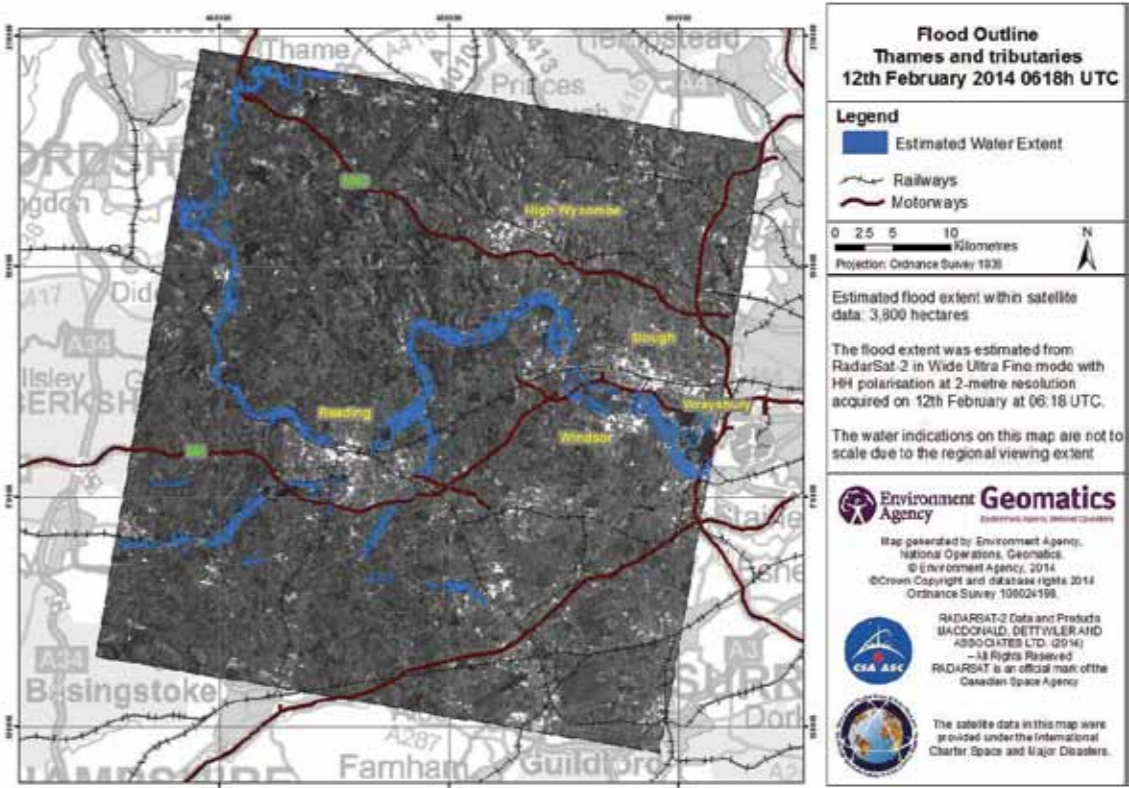 Thame
A418
A4010
A413
Princes
High Wycombe
A417
Did
A34
Slough
Reading
Wraysbury
Windsor
A34
B
singstoke
A287
Farnham
Guildford
A3
Dor
Flood Outline
Thames and tributaries
12th February 2014 0618h UTC
Legend
Estimated Water Extent
Railways
Motorways
0 2.5 5 10
Kilometres
N
Projection: Ordnance Survey 1936
Estimated flood extent within satellite
data: 3,800 hectares
The flood extent was estimated from
RadarSat-2 in Wide Ultra Fine mode with
HH polarisation at 2-metre resolution
acquired on 12th February at 06:18 UTC.
The water indications on this map are not to
scale due to the regional viewing extent
Environment
Agency
Geomatics
Map generated by Environment Agency,
National Operations, Geomatics.
© Environment Agency, 2014
©Crown Copyright and database rights 2014
Ordnance Survey 100024198.
RADARSAT-2 Data and Products
MACDONALD, DETTWILER AND
ASSOCIATES LTD. (2014)
– All Rights Reserved
RADARSAT is an official mark of the
Canadian Space Agency
CSA ASC
The satellite data in this map were
provided under the International
Charter Space and Major Disasters.